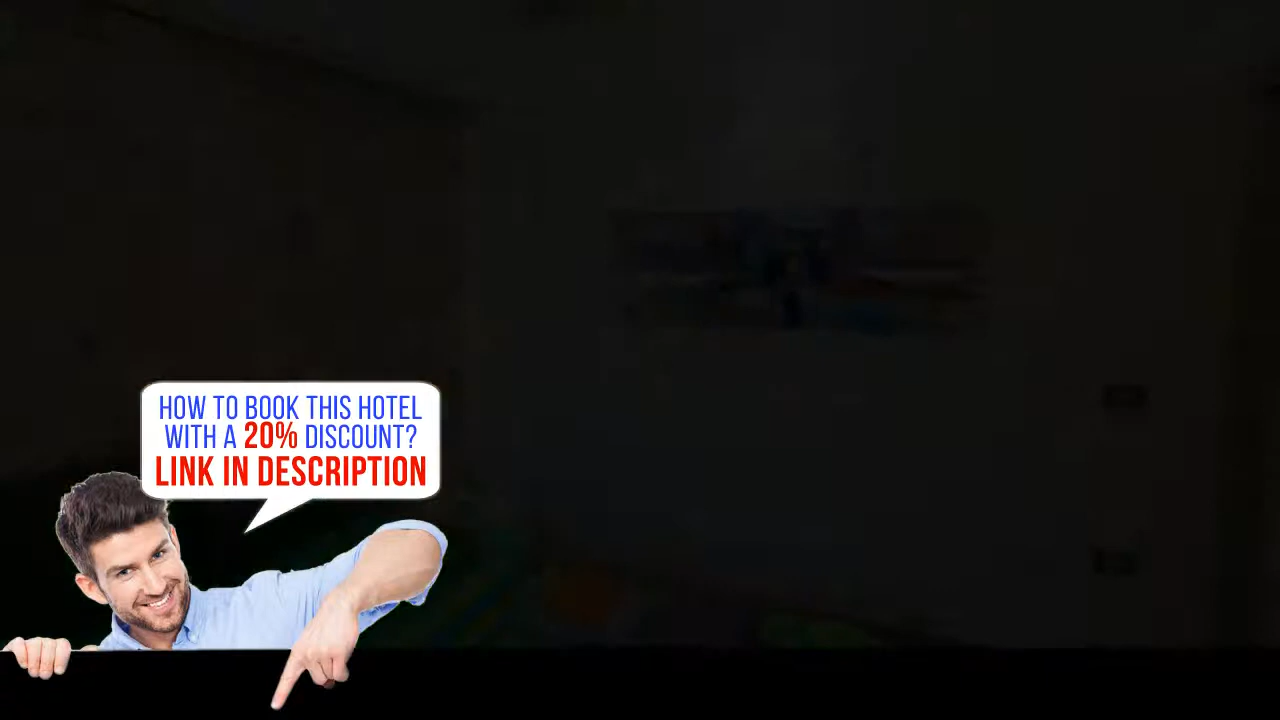 HOW TO BOOK THIS HOTEL
WITH A 20% DISCOUNT?
LINK IN DESCRIPTION